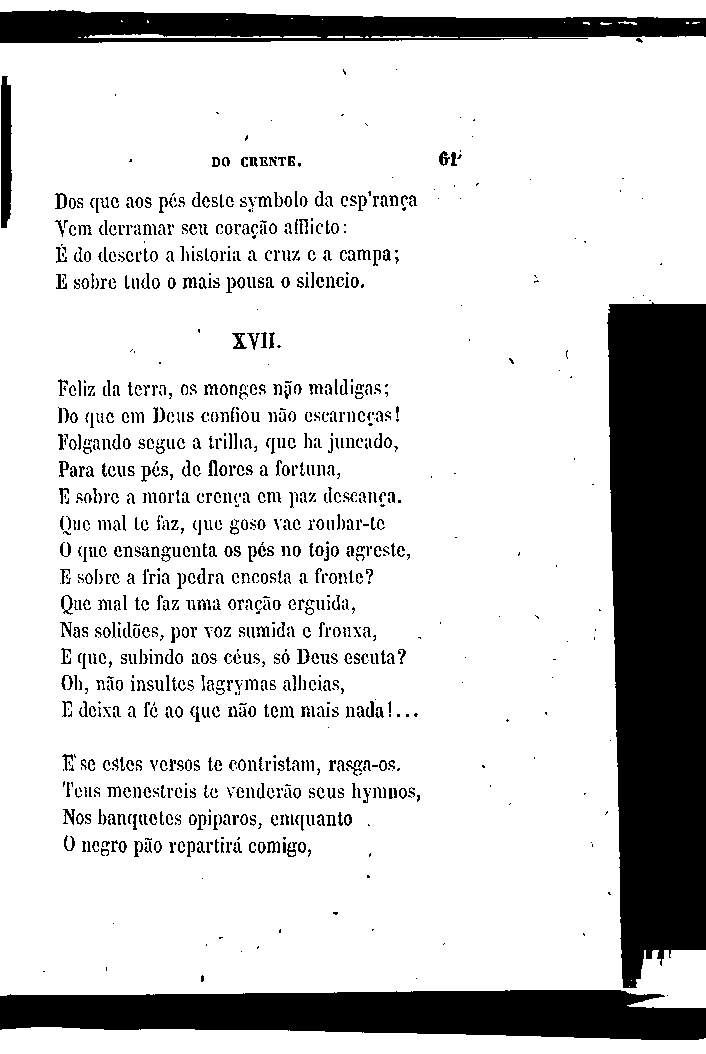 DO CRENTE. 61
Dos que aos pés deste symbolo da esp'rança
Vem derramar seu coração afflicto:
É do deserto a historia a cruz e a campa;
E sobre tudo o mais pousa o silencio.
XVII.
Feliz da terra, os monges não maldigas;
Do que em Deus confiou não escarneças!
Folgando segue a trilha, que ha juncado,
Para teus pés, de flores a fortuna,
E sobre a morta crença em paz descança.
Que mal te faz, que goso vae roubar-te
O que ensanguenta os pés no tojo agreste,
E sobre a fria pedra encosta a fronte?
Que mal te faz uma oração erguida,
Nas solidões, por voz sumida e frouxa,
E que, subindo aos céus, só Deus escuta?
Oh, não insultes lagrymas alheias,
E deixa a fé ao que não tem mais nada!...
E se estes versos te contristam, rasga-os.
Teus menestreis te venderão seus hymnos,
Nos banquetes opiparos, emquanto
O negro pão repartirá comigo,